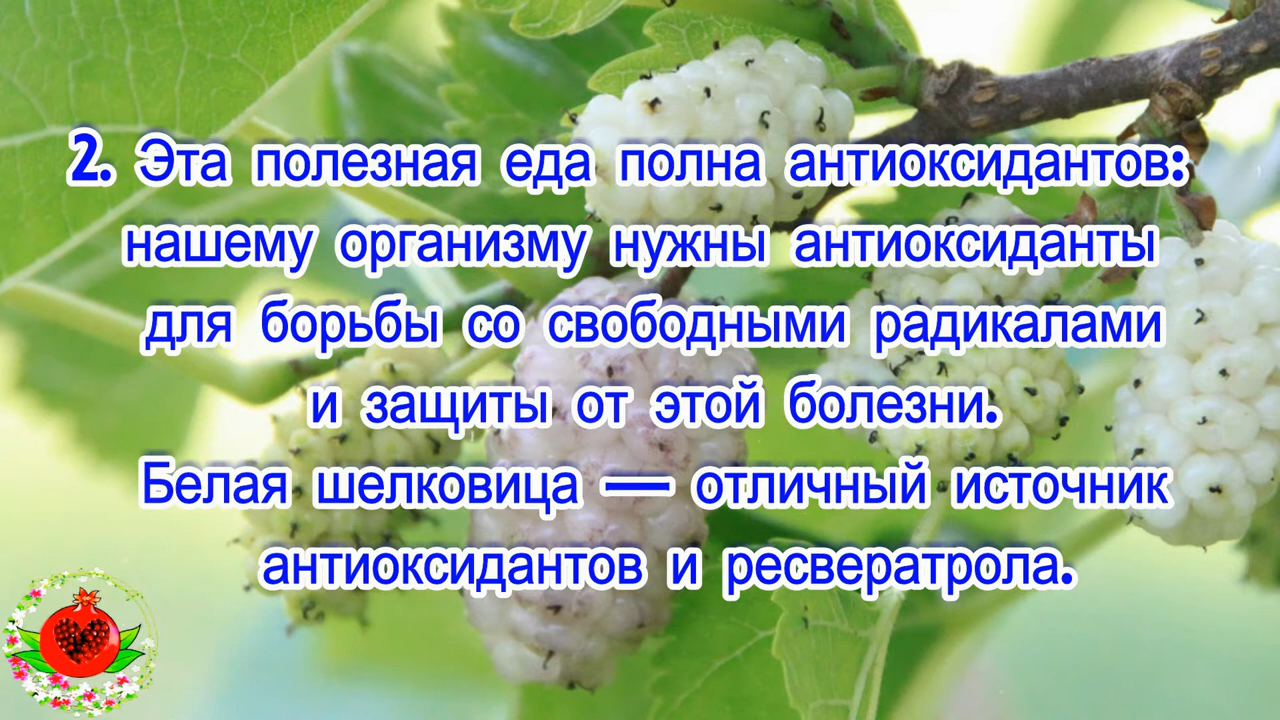 2. Эта полезная еда полна антиоксидантов:
нашему организму нужны антиоксиданты
для борьбы со свободными радикалами
и защиты от этой болезни.
Белая шелковица — отличный источник
антиоксидантов и ресвератрола.